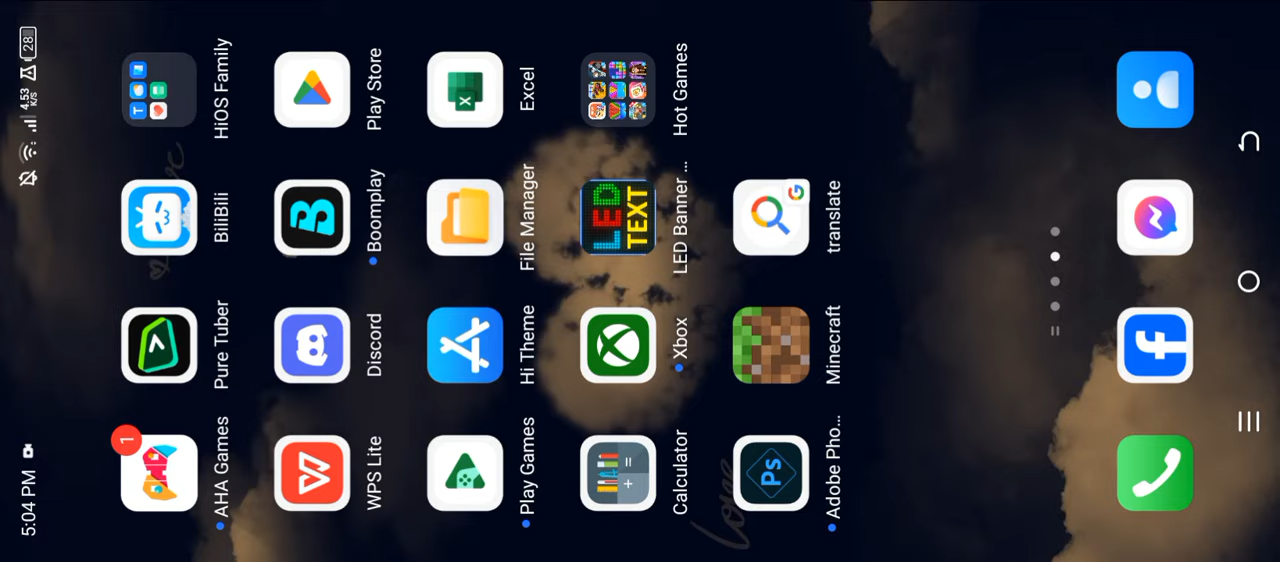 5:04 PM
4.53 K/S
28
1
AHA Games
Pure Tuber
BiliBili
HiOS Family
WPS Lite
Discord
Boomplay
Play Store
Play Games
Hi Theme
File Manager
Excel
LED
TEXT
Calculator
Xbox
LED Banner ...
Hot Games
Ps
Adobe Pho...
Minecraft
translate